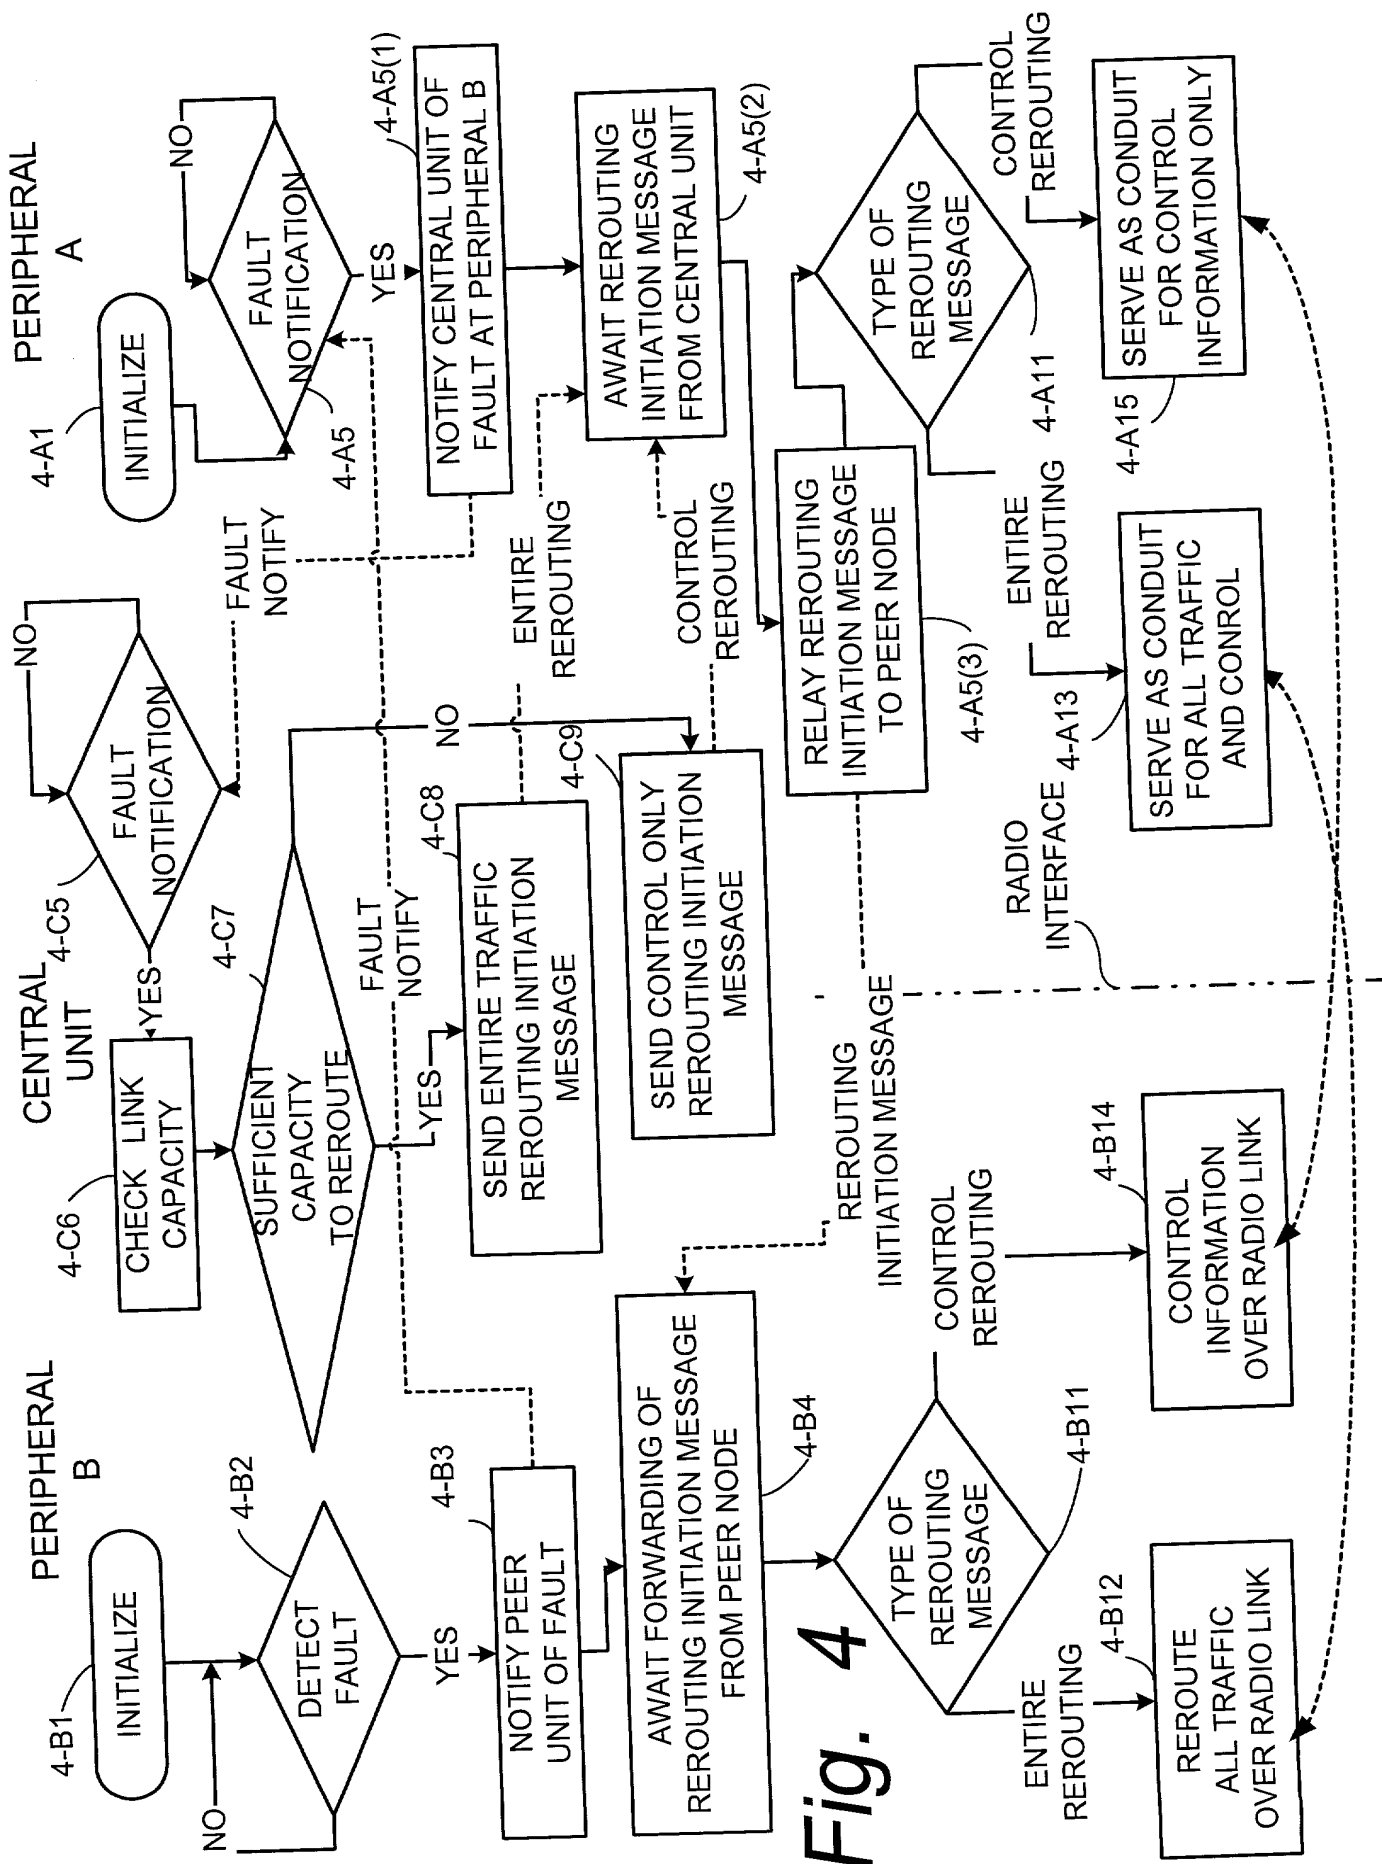 PERIPHERAL
B
4-B1
INITIALIZE
NO
4-B2
DETECT
FAULT
YES
4-B3
NOTIFY PEER
UNIT OF FAULT
AWAIT FORWARDING OF
REROUTING INITIATION MESSAGE
FROM PEER NODE
4-B4
TYPE OF
REROUTING
MESSAGE
4-B11
ENTIRE
REROUTING
4-B12
REROUTE
ALL TRAFFIC
OVER RADIO LINK
CONTROL
REROUTING
4-B14
CONTROL
INFORMATION
OVER RADIO LINK
CENTRAL
UNIT
4-C5
FAULT
NOTIFICATION
NO
YES
4-C6
CHECK LINK
CAPACITY
4-C7
SUFFICIENT
CAPACITY
TO REROUTE
YES
NO
FAULT
NOTIFY
4-C8
SEND ENTIRE TRAFFIC
REROUTING INITIATION
MESSAGE
4-C9
SEND CONTROL ONLY
REROUTING INITIATION
MESSAGE
REROUTING
INITIATION MESSAGE
RADIO
INTERFACE
PERIPHERAL
A
4-A1
INITIALIZE
NO
FAULT
NOTIFICATION
4-A5
YES
FAULT
NOTIFY
4-A5(1)
NOTIFY CENTRAL UNIT OF
FAULT AT PERIPHERAL B
ENTIRE
REROUTING
AWAIT REROUTING
INITIATION MESSAGE
FROM CENTRAL UNIT
4-A5(2)
CONTROL
REROUTING
RELAY REROUTING
INITIATION MESSAGE
TO PEER NODE
4-A5(3)
TYPE OF
REROUTING
MESSAGE
4-A11
ENTIRE
REROUTING
4-A13
SERVE AS CONDUIT
FOR ALL TRAFFIC
AND CONROL
CONTROL
REROUTING
4-A15
SERVE AS CONDUIT
FOR CONTROL
INFORMATION ONLY
Fig. 4